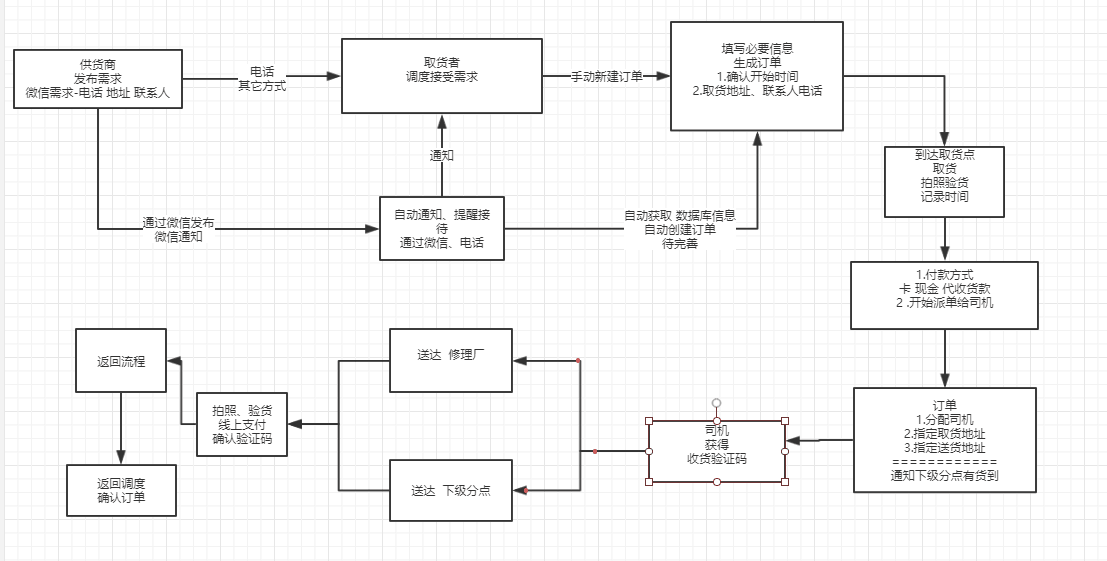 供货商
发布需求
微信需求-电话 地址 联系人
电话
其它方式
取货者
调度接受需求
手动新建订单
填写必要信息
生成订单
1.确认开始时间
2.取货地址、联系人电话
通知
通过微信发布
微信通知
自动通知、提醒接
待
通过微信、电话
自动获取 数据库信息
自动创建订单
待完善
到达取货点
取货
拍照验货
记录时间
1.付款方式
卡 现金 代收货款
2 .开始派单给司机
订单
1.分配司机
2.指定取货地址
3.指定送货地址
============
通知下级分点有货到
司机
获得
收货验证码
送达 修理厂
送达 下级分点
拍照、验货
线上支付
确认验证码
返回流程
返回调度
确认订单